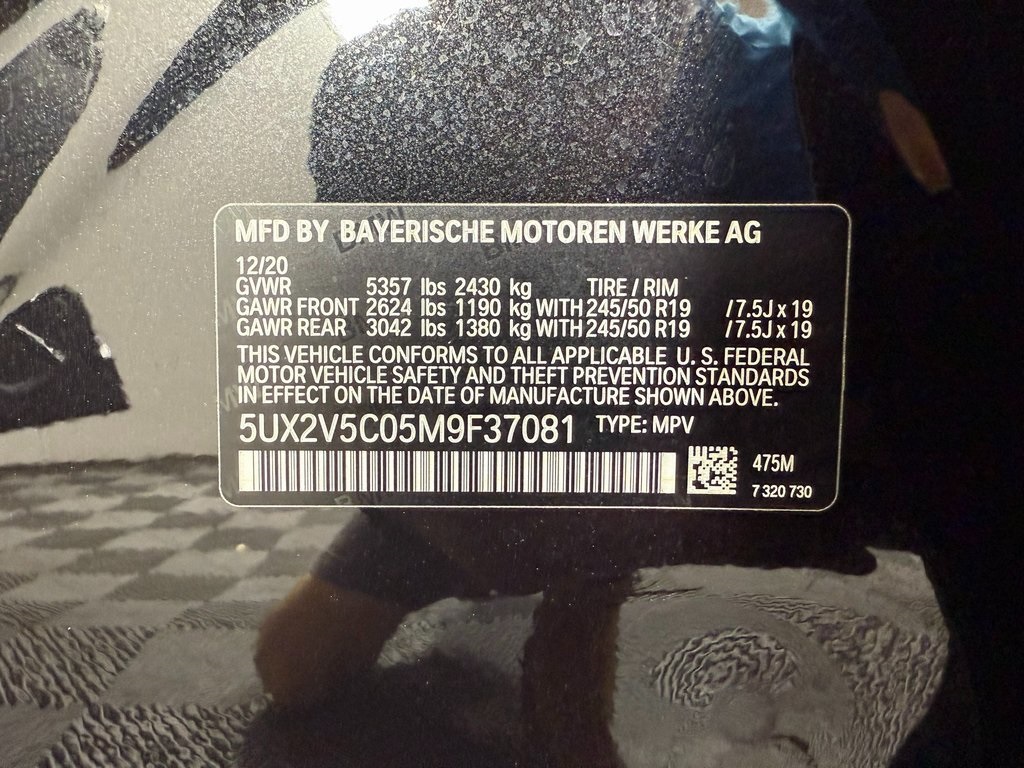 MFD BY BAYERISCHE MOTOREN WERKE AG
12/20
GVWR 5357 lbs 2430 kg TIRE / RIM
GAWR FRONT 2624 lbs 1190 kg WITH 245/50 R19 /7.5J x 19
GAWR REAR 3042 lbs 1380 kg WITH 245/50 R19 /7.5J x 19
THIS VEHICLE CONFORMS TO ALL APPLICABLE U. S. FEDERAL
MOTOR VEHICLE SAFETY AND THEFT PREVENTION STANDARDS
IN EFFECT ON THE DATE OF MANUFACTURE SHOWN ABOVE.
5UX2V5C05M9F37081 TYPE: MPV
475M
7 320 730